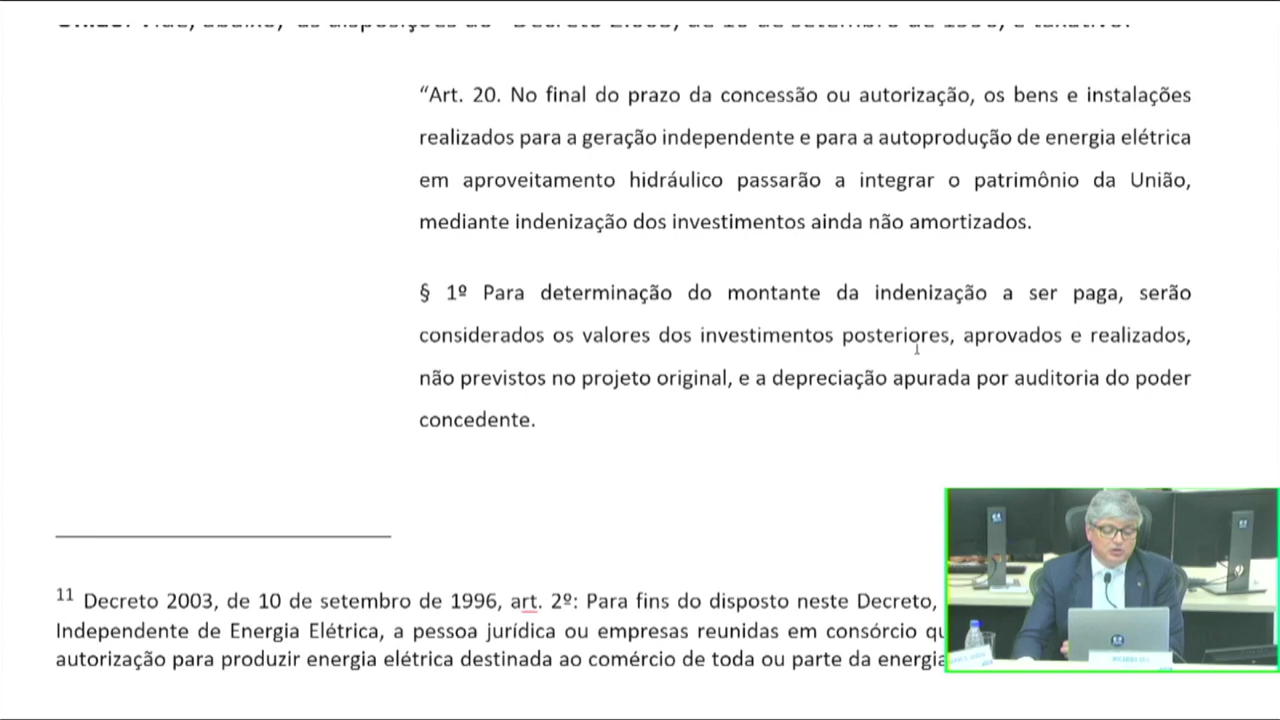 “Art. 20. No final do prazo da concessão ou autorização, os bens e instalações
realizados para a geração independente e para a autoprodução de energia elétrica
em aproveitamento hidráulico passarão a integrar o patrimônio da União,
mediante indenização dos investimentos ainda não amortizados.
§ 1º Para determinação do montante da indenização a ser paga, serão
considerados os valores dos investimentos posteriores, aprovados e realizados,
não previstos no projeto original, e a depreciação apurada por auditoria do poder
concedente.
11 Decreto 2003, de 10 de setembro de 1996, art. 2º: Para fins do disposto neste Decreto,
Independente de Energia Elétrica, a pessoa jurídica ou empresas reunidas em consórcio
autorização para produzir energia elétrica destinada ao comércio de toda ou parte da energia